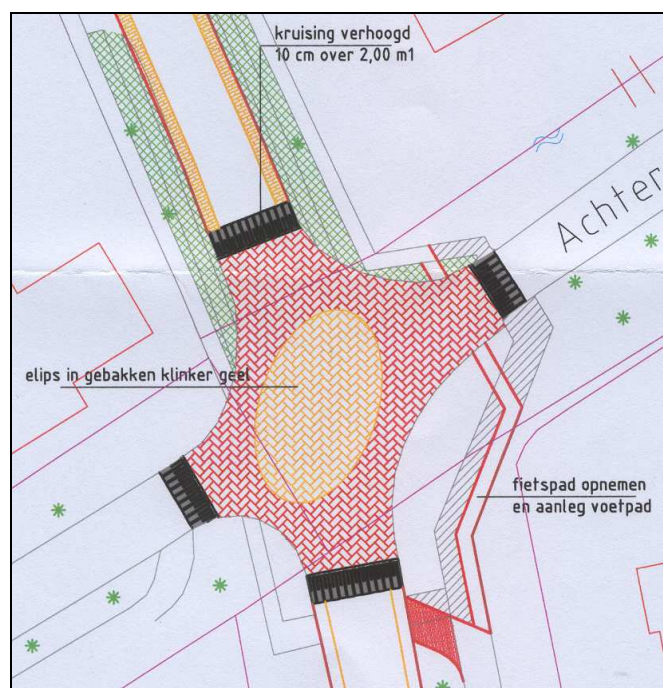 kruising verhoogd
10 cm over 2,00 m1
Achter
elips in gebakken klinker geel
fietspad opnemen
en aanleg voetpad